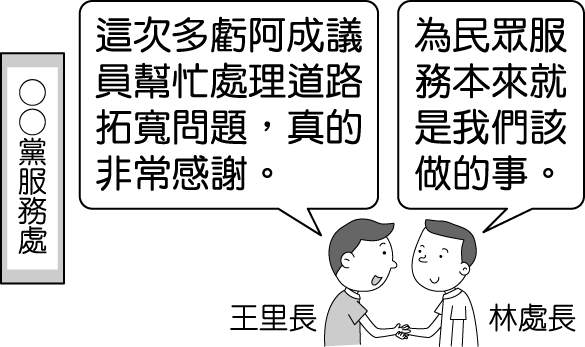 ○○黨服務處
這次多虧阿成議
員幫忙處理道路
拓寬問題，真的
非常感謝。
為民眾服
務本來就
是我們該
做的事。
王里長
林處長